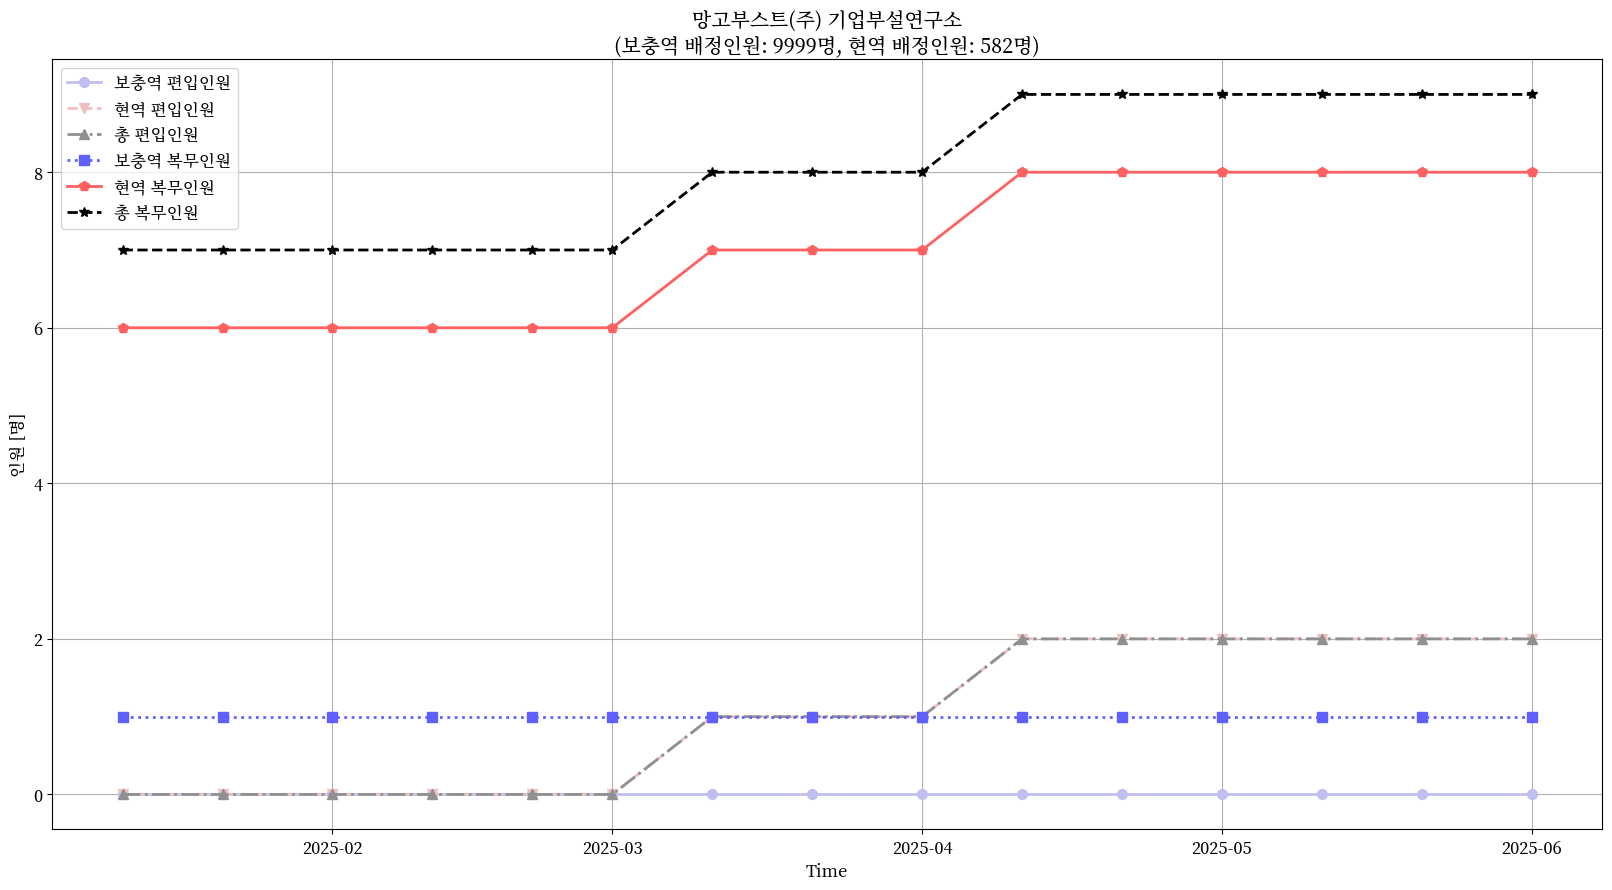 망고부스트(주) 기업부설연구소
(보충역 배정인원: 9999명, 현역 배정인원: 582명)
보충역 편입인원
현역 편입인원
총 편입인원
보충역 복무인원
현역 복무인원
총 복무인원
인원 [명]
8
6
4
2
0
2025-02
2025-03
2025-04
2025-05
2025-06
Time